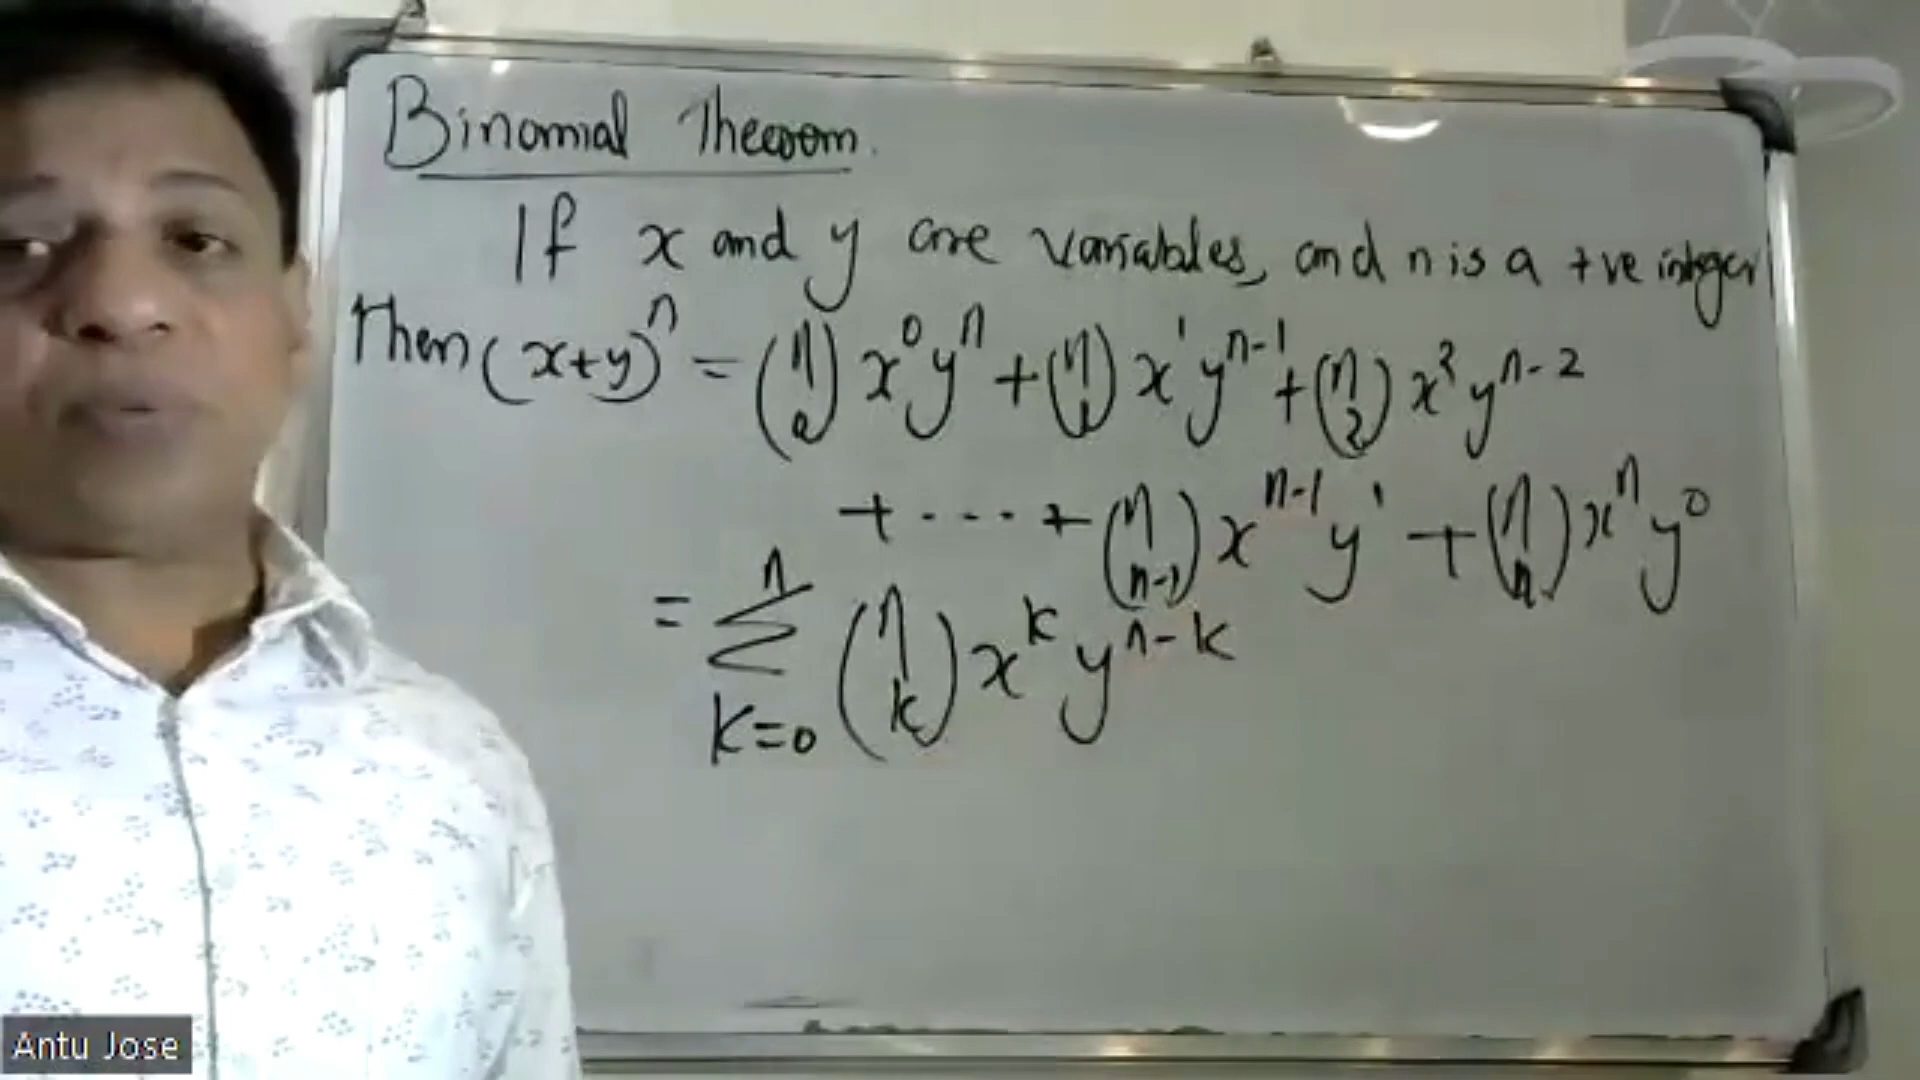 Binomial Theorem.
If x and y are variables, and n is a +ve integer
then (x+y)^n = (n 0) x^0 y^n + (n 1) x^1 y^{n-1} + (n 2) x^2 y^{n-2}
+ ---- + (n n-1) x^{n-1} y^1 + (n n) x^n y^0
= Σ_{k=0}^{n} (n k) x^k y^{n-k}
Antu Jose